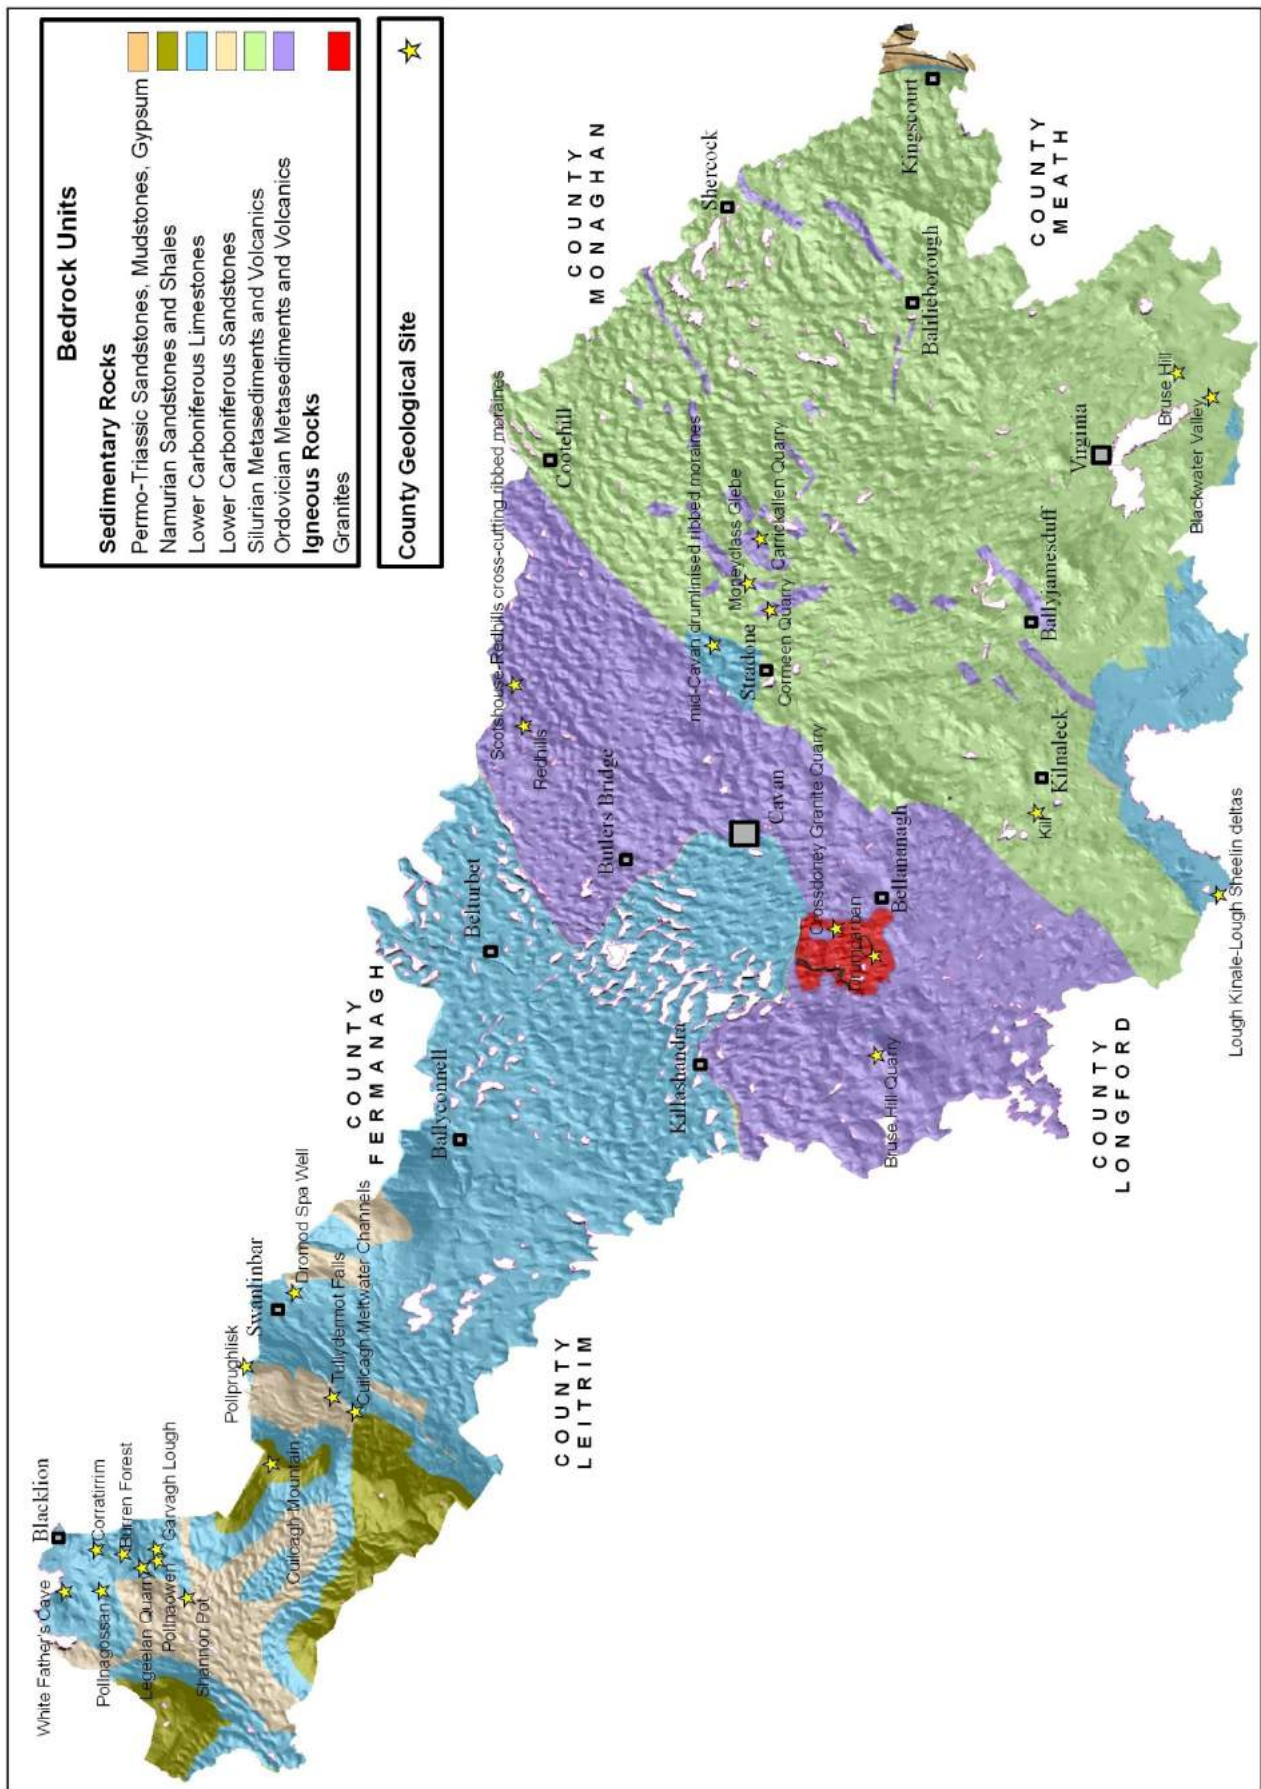 Bedrock Units
Sedimentary Rocks
Permo-Triassic Sandstones, Mudstones, Gypsum
Namurian Sandstones and Shales
Lower Carboniferous Limestones
Lower Carboniferous Sandstones
Silurian Metasediments and Volcanics
Ordovician Metasediments and Volcanics
Igneous Rocks
Granites
County Geological Site
White Father's Cave
Blacklion
Corratirrim
Pollnagossan
Burren Forest
Legeelan Quarry
Garvagh Lough
Pollnaowen
Shannon Pot
Cuilcagh Mountain
Pollprughlisk
Swanlinbar
Dromod Spa Well
Tullydermot Falls
Cuilcagh Meltwater Channels
COUNTY
FERMANAGH
COUNTY
LEITRIM
Ballyconnell
Belturbet
Killashandra
Butlers Bridge
Scotshouse-Redhills cross-cutting ribbed moraines
Redhills
Cootehill
COUNTY
MONAGHAN
Shercock
Cavan
mid-Cavan drumlinised ribbed moraines
Stradone
Moneyclass Glebe
Carrickallen Quarry
Cormeen Quarry
Crossdoney Granite Quarry
Drumbarban
Bellananagh
Bruse Hill Quarry
Bailieborough
Kingscourt
COUNTY
MEATH
Kill
Kilnaleck
Ballyjamesduff
Virginia
Bruse Hill
Blackwater Valley
COUNTY
LONGFORD
Lough Kinale-Lough Sheelin deltas